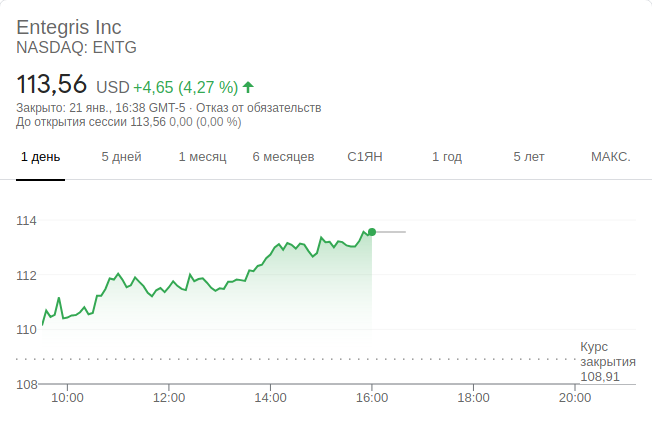 Entegris Inc
NASDAQ: ENTG
113,56 USD +4,65 (4,27 %)
Закрыто: 21 янв., 16:38 GMT-5 · Отказ от обязательств
До открытия сессии 113,56 0,00 (0,00 %)
1 день 5 дней 1 месяц 6 месяцев С1ЯН 1 год 5 лет МАКС.
114
112
110
Курс
закрытия
108,91
108
10:00 12:00 14:00 16:00 18:00 20:00